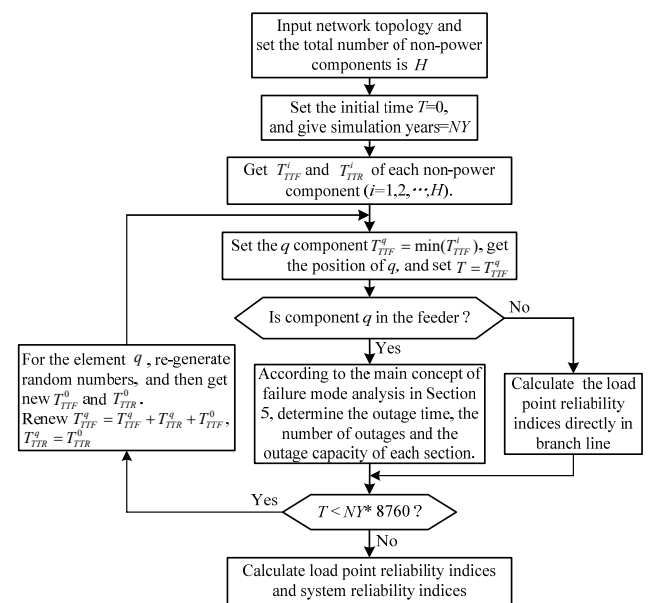 Input network topology and
set the total number of non-power
components is H
Set the initial time T=0,
and give simulation years=NY
Get T^i_TTF and T^i_TTR of each non-power
component (i=1,2, ···,H).
Set the q component T^q_TTF = min(T^i_TTF), get
the position of q, and set T = T^q_TTF
Is component q in the feeder ?
No
Yes
For the element q , re-generate
random numbers, and then get
new T^0_TTF and T^0_TTR .
Renew T^q_TTF = T^q_TTF + T^q_TTR + T^0_TTF ,
T^q_TTR = T^0_TTR
According to the main concept of
failure mode analysis in Section
5, determine the outage time, the
number of outages and the
outage capacity of each section.
Calculate the load
point reliability
indices directly in
branch line
Yes
T < NY* 8760 ?
No
Calculate load point reliability indices
and system reliability indices